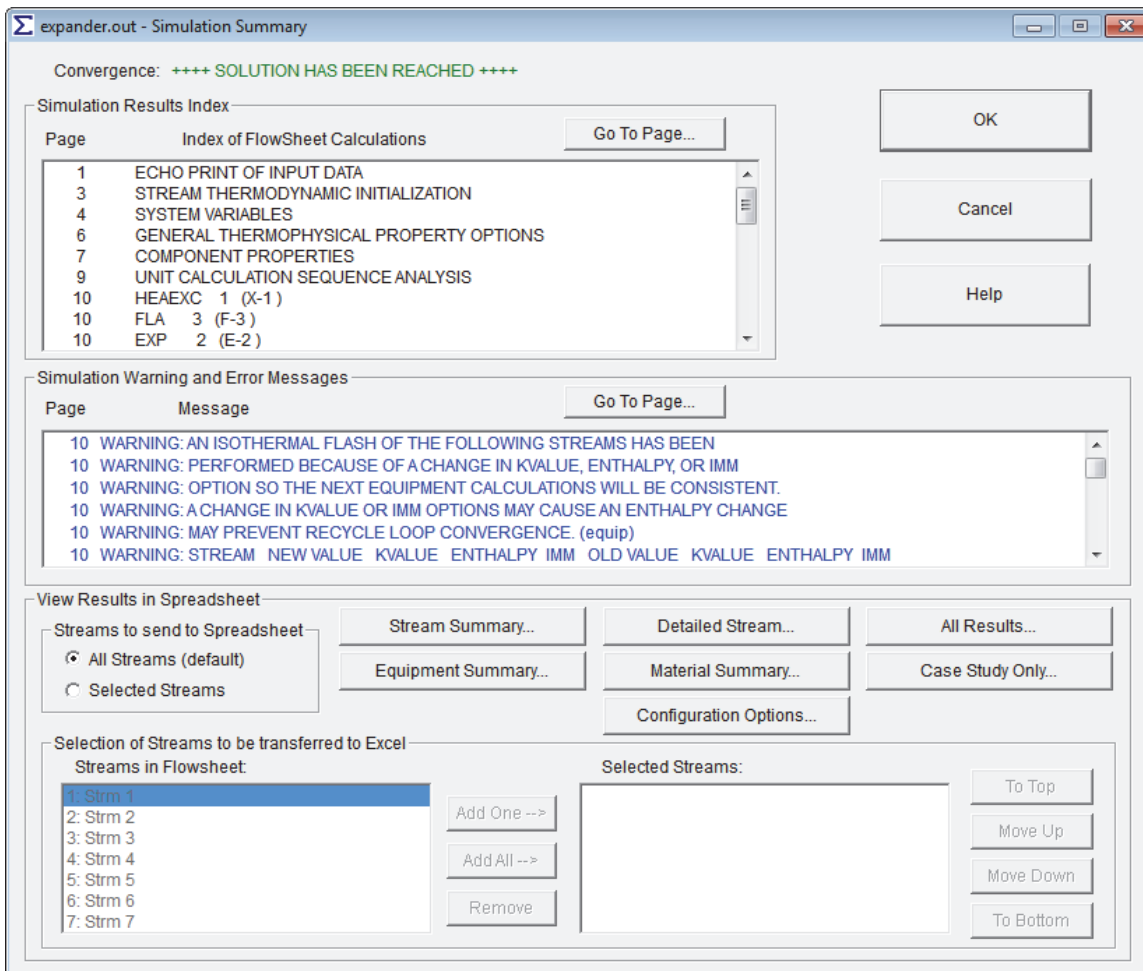 expander.out - Simulation Summary
Convergence: ++++ SOLUTION HAS BEEN REACHED ++++
Simulation Results Index
Page Index of FlowSheet Calculations Go To Page...
1 ECHO PRINT OF INPUT DATA
3 STREAM THERMODYNAMIC INITIALIZATION
4 SYSTEM VARIABLES
6 GENERAL THERMOPHYSICAL PROPERTY OPTIONS
7 COMPONENT PROPERTIES
9 UNIT CALCULATION SEQUENCE ANALYSIS
10 HEAEXC 1 (X-1 )
10 FLA 3 (F-3 )
10 EXP 2 (E-2 )
OK
Cancel
Help
Simulation Warning and Error Messages
Page Message Go To Page...
10 WARNING: AN ISOTHERMAL FLASH OF THE FOLLOWING STREAMS HAS BEEN
10 WARNING: PERFORMED BECAUSE OF A CHANGE IN KVALUE, ENTHALPY, OR IMM
10 WARNING: OPTION SO THE NEXT EQUIPMENT CALCULATIONS WILL BE CONSISTENT.
10 WARNING: A CHANGE IN KVALUE OR IMM OPTIONS MAY CAUSE AN ENTHALPY CHANGE
10 WARNING: MAY PREVENT RECYCLE LOOP CONVERGENCE. (equip)
10 WARNING: STREAM NEW VALUE KVALUE ENTHALPY IMM OLD VALUE KVALUE ENTHALPY IMM
View Results in Spreadsheet
Streams to send to Spreadsheet
All Streams (default)
Selected Streams
Stream Summary... Detailed Stream... All Results...
Equipment Summary... Material Summary... Case Study Only...
Configuration Options...
Selection of Streams to be transferred to Excel
Streams in Flowsheet:
1: Strm 1
2: Strm 2
3: Strm 3
4: Strm 4
5: Strm 5
6: Strm 6
7: Strm 7
Add One -->
Add All -->
Remove
Selected Streams:
To Top
Move Up
Move Down
To Bottom